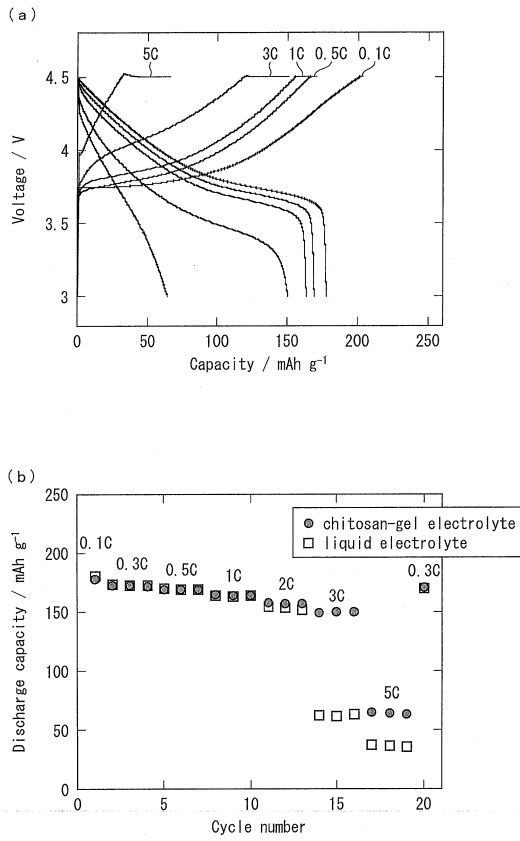 (a)
5C 3C 1C 0.5C 0.1C
4.5
4
3.5
3
Voltage / V
0 50 100 150 200 250
Capacity / mAh g⁻¹
(b)
250
200
150
100
50
0
Discharge capacity / mAh g⁻¹
chitosan-gel electrolyte
liquid electrolyte
0.1C
0.3C
0.5C
1C
2C
3C
5C
0.3C
0 5 10 15 20
Cycle number